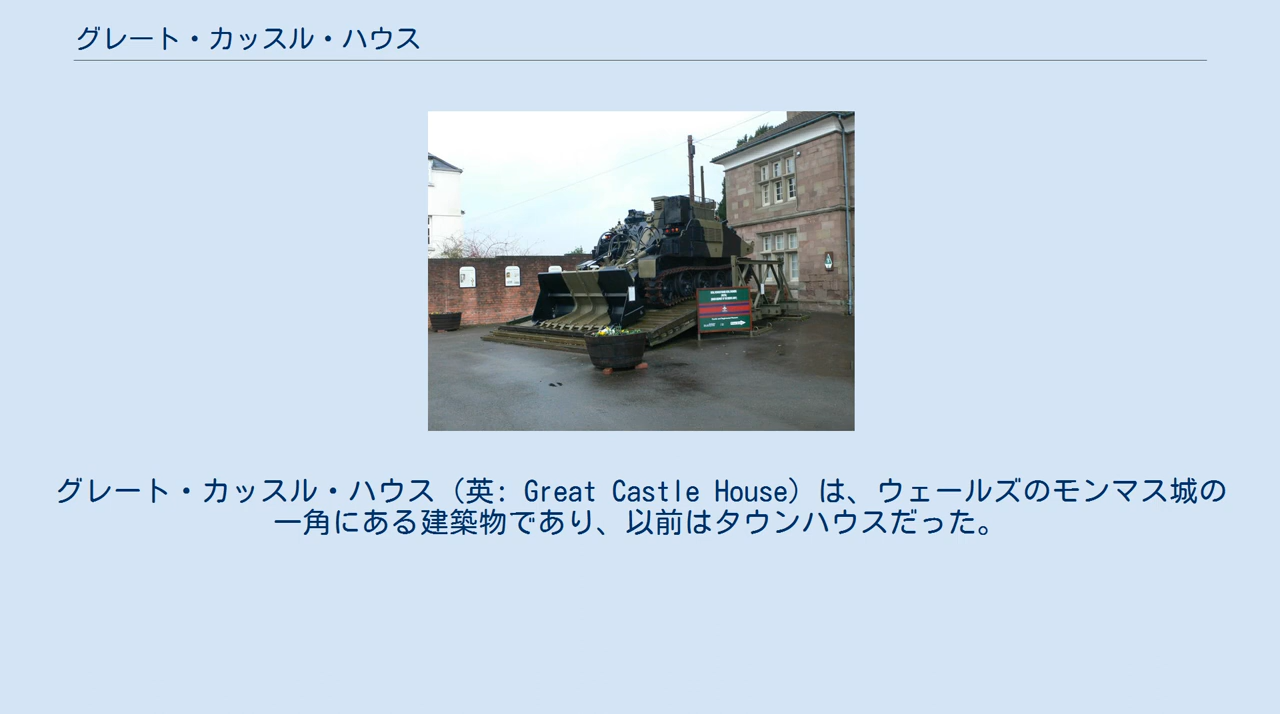 グレート・カッスル・ハウス
グレート・カッスル・ハウス（英: Great Castle House）は、ウェールズのモンマス城の
一角にある建築物であり、以前はタウンハウスだった。